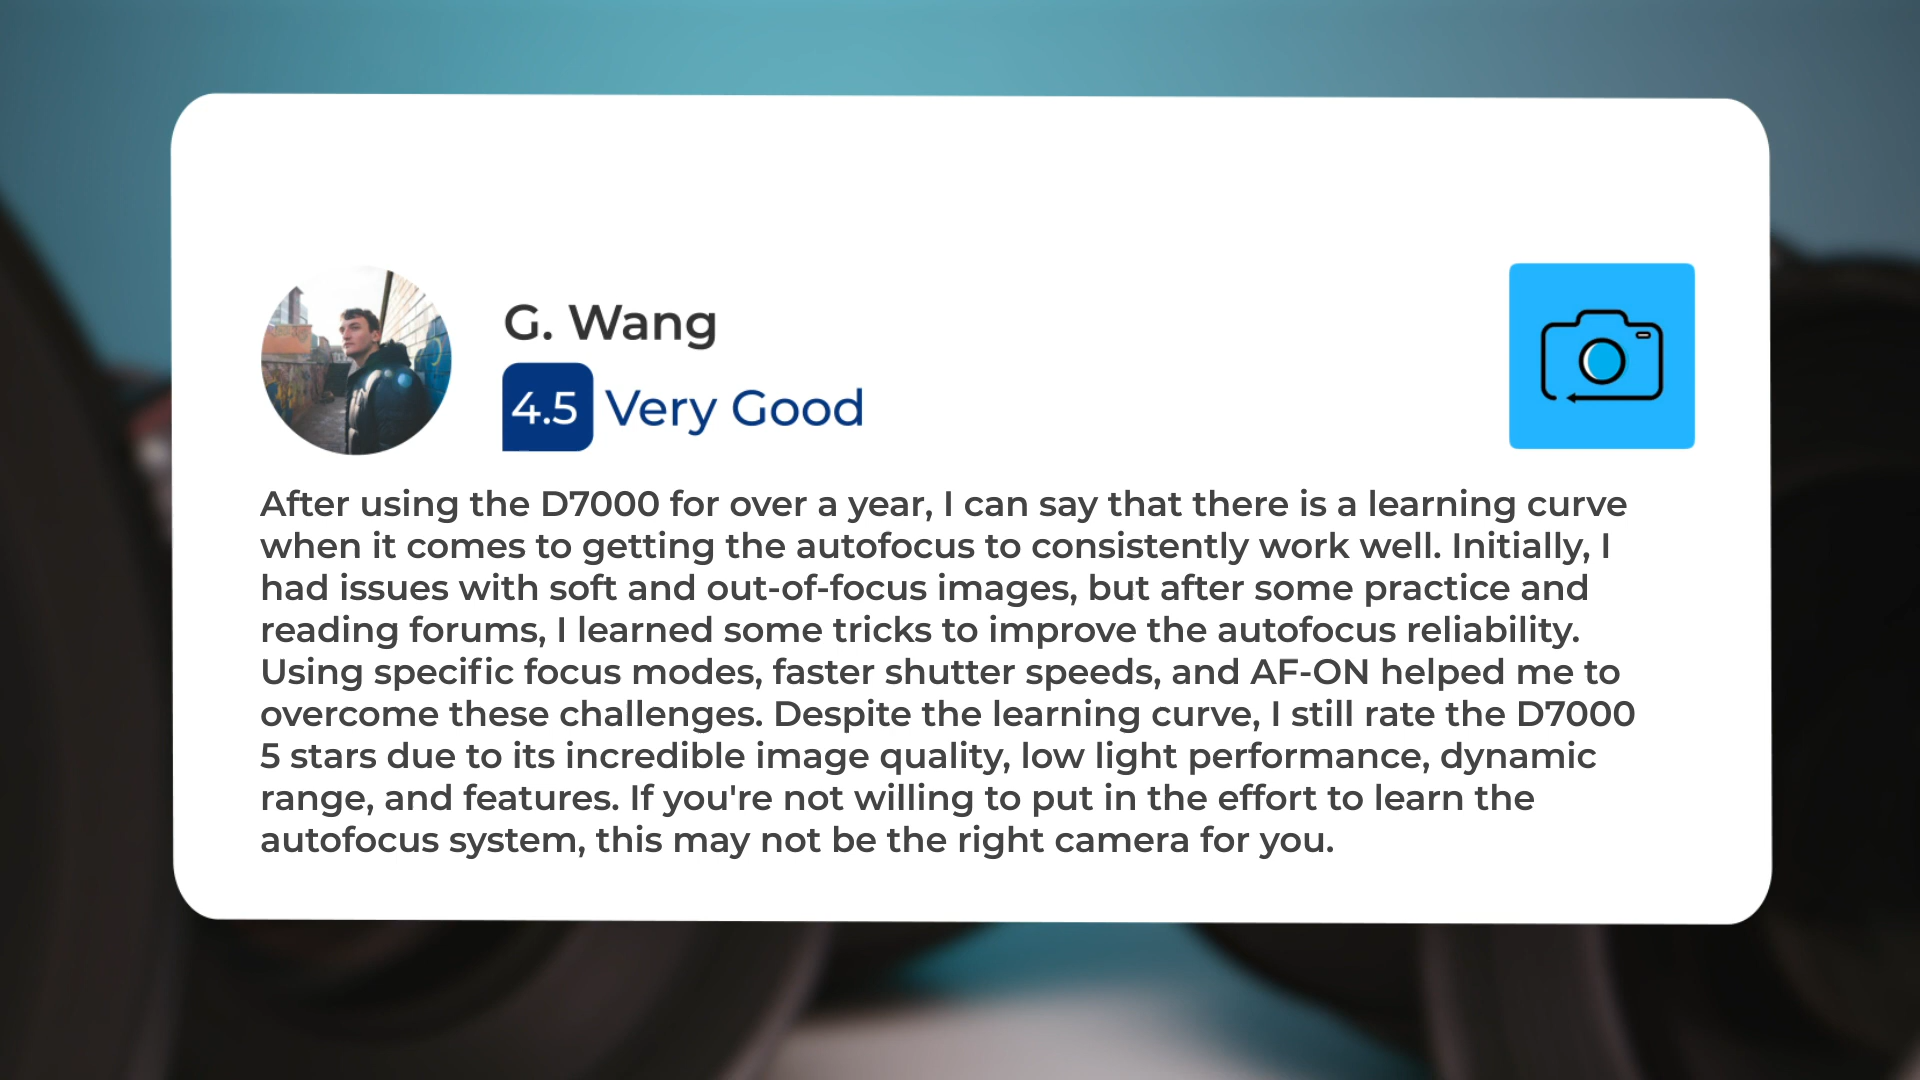 G. Wang
4.5 Very Good
After using the D7000 for over a year, I can say that there is a learning curve
when it comes to getting the autofocus to consistently work well. Initially, I
had issues with soft and out-of-focus images, but after some practice and
reading forums, I learned some tricks to improve the autofocus reliability.
Using specific focus modes, faster shutter speeds, and AF-ON helped me to
overcome these challenges. Despite the learning curve, I still rate the D7000
5 stars due to its incredible image quality, low light performance, dynamic
range, and features. If you're not willing to put in the effort to learn the
autofocus system, this may not be the right camera for you.